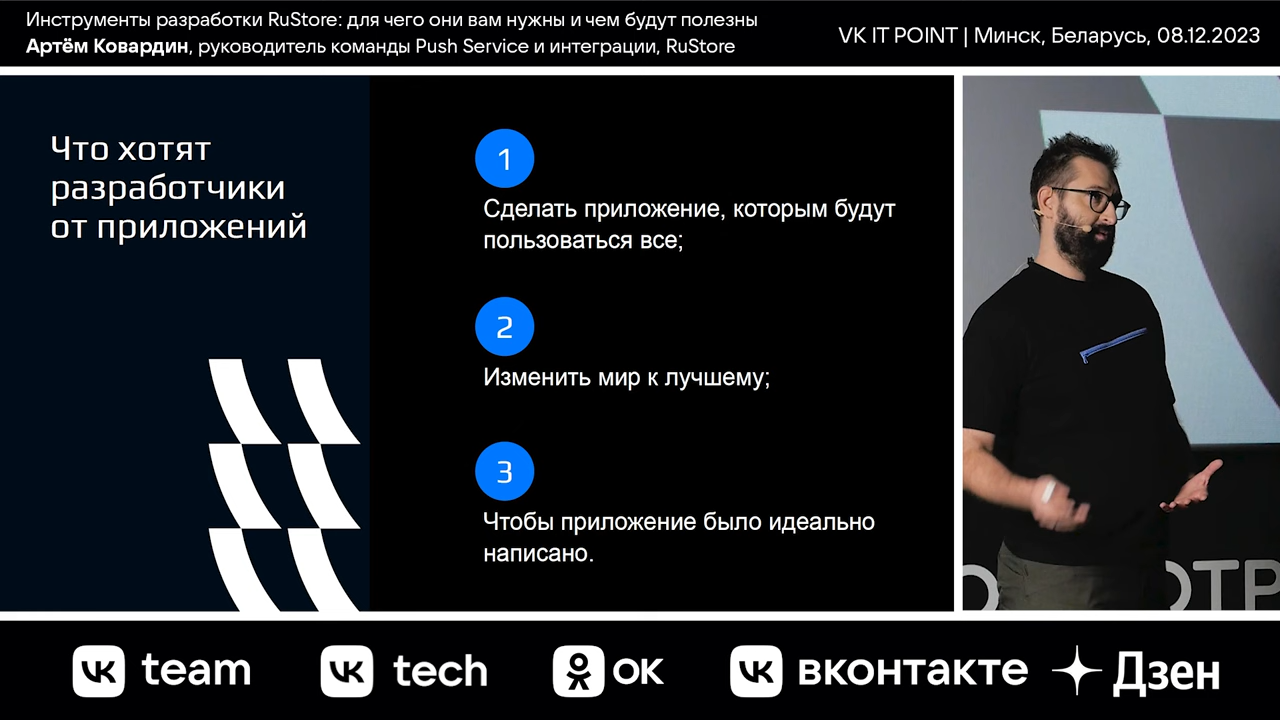 Инструменты разработки RuStore: для чего они вам нужны и чем будут полезны
Артём Ковардин, руководитель команды Push Service и интеграции, RuStore
VK IT POINT | Минск, Беларусь, 08.12.2023
Что хотят
разработчики
от приложений
1
Сделать приложение, которым будут
пользоваться все;
2
Изменить мир к лучшему;
3
Чтобы приложение было идеально
написано.
team
tech
ОК
ВКОНТАКТЕ
Дзен